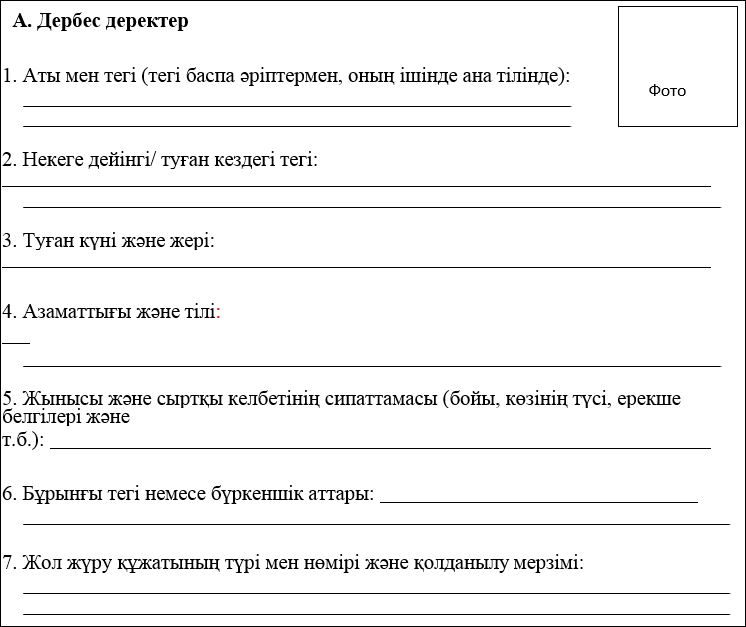 А. Дербес деректер
1. Аты мен тегі (тегі баспа әріптермен, оның ішінде ана тілінде):
Фото
2. Некеге дейінгі/ туған кездегі тегі:
3. Туған күні және жері:
4. Азаматтығы және тілі:
5. Жынысы және сыртқы келбетінің сипаттамасы (бойы, көзінің түсі, ерекше
белгілері және
т.б.):
6. Бұрынғы тегі немесе бүркеншік аттары:
7. Жол жүру құжатының түрі мен нөмірі және қолданылу мерзімі: